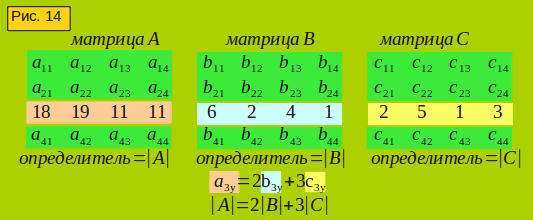 Рис. 14
матрица A матрица B матрица C
a₁₁ a₁₂ a₁₃ a₁₄ b₁₁ b₁₂ b₁₃ b₁₄ c₁₁ c₁₂ c₁₃ c₁₄
a₂₁ a₂₂ a₂₃ a₂₄ b₂₁ b₂₂ b₂₃ b₂₄ c₂₁ c₂₂ c₂₃ c₂₄
18 19 11 11 6 2 4 1 2 5 1 3
a₄₁ a₄₂ a₄₃ a₄₄ b₄₁ b₄₂ b₄₃ b₄₄ c₄₁ c₄₂ c₄₃ c₄₄
определитель=|A| определитель=|B| определитель=|C|
a₃y=2b₃y+3c₃y
|A|=2|B|+3|C|